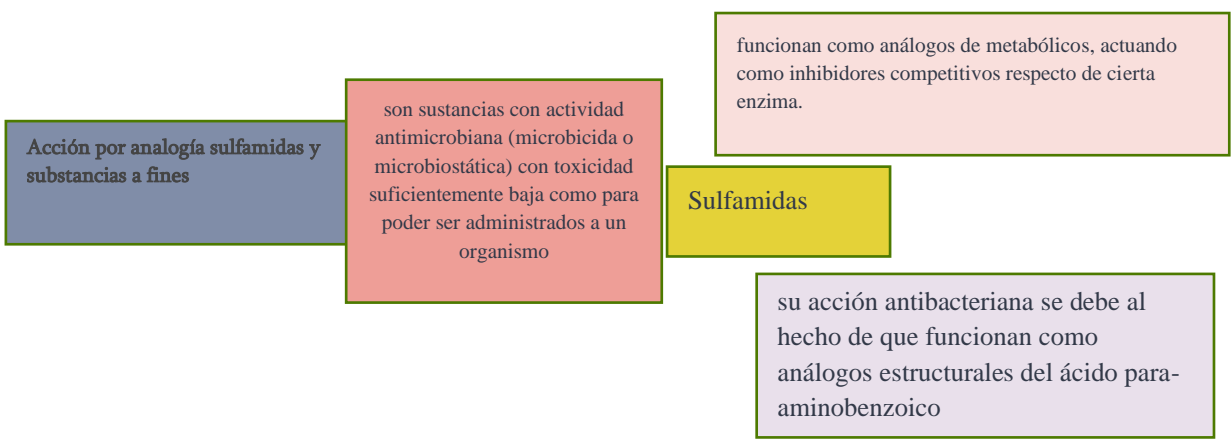 Acción por analogía sulfamidas y
substancias a fines
son sustancias con actividad
antimicrobiana (microbicida o
microbiostática) con toxicidad
suficientemente baja como para
poder ser administrados a un
organismo
funcionan como análogos de metabólicos, actuando
como inhibidores competitivos respecto de cierta
enzima.
Sulfamidas
su acción antibacteriana se debe al
hecho de que funcionan como
análogos estructurales del ácido para-
aminobenzoico